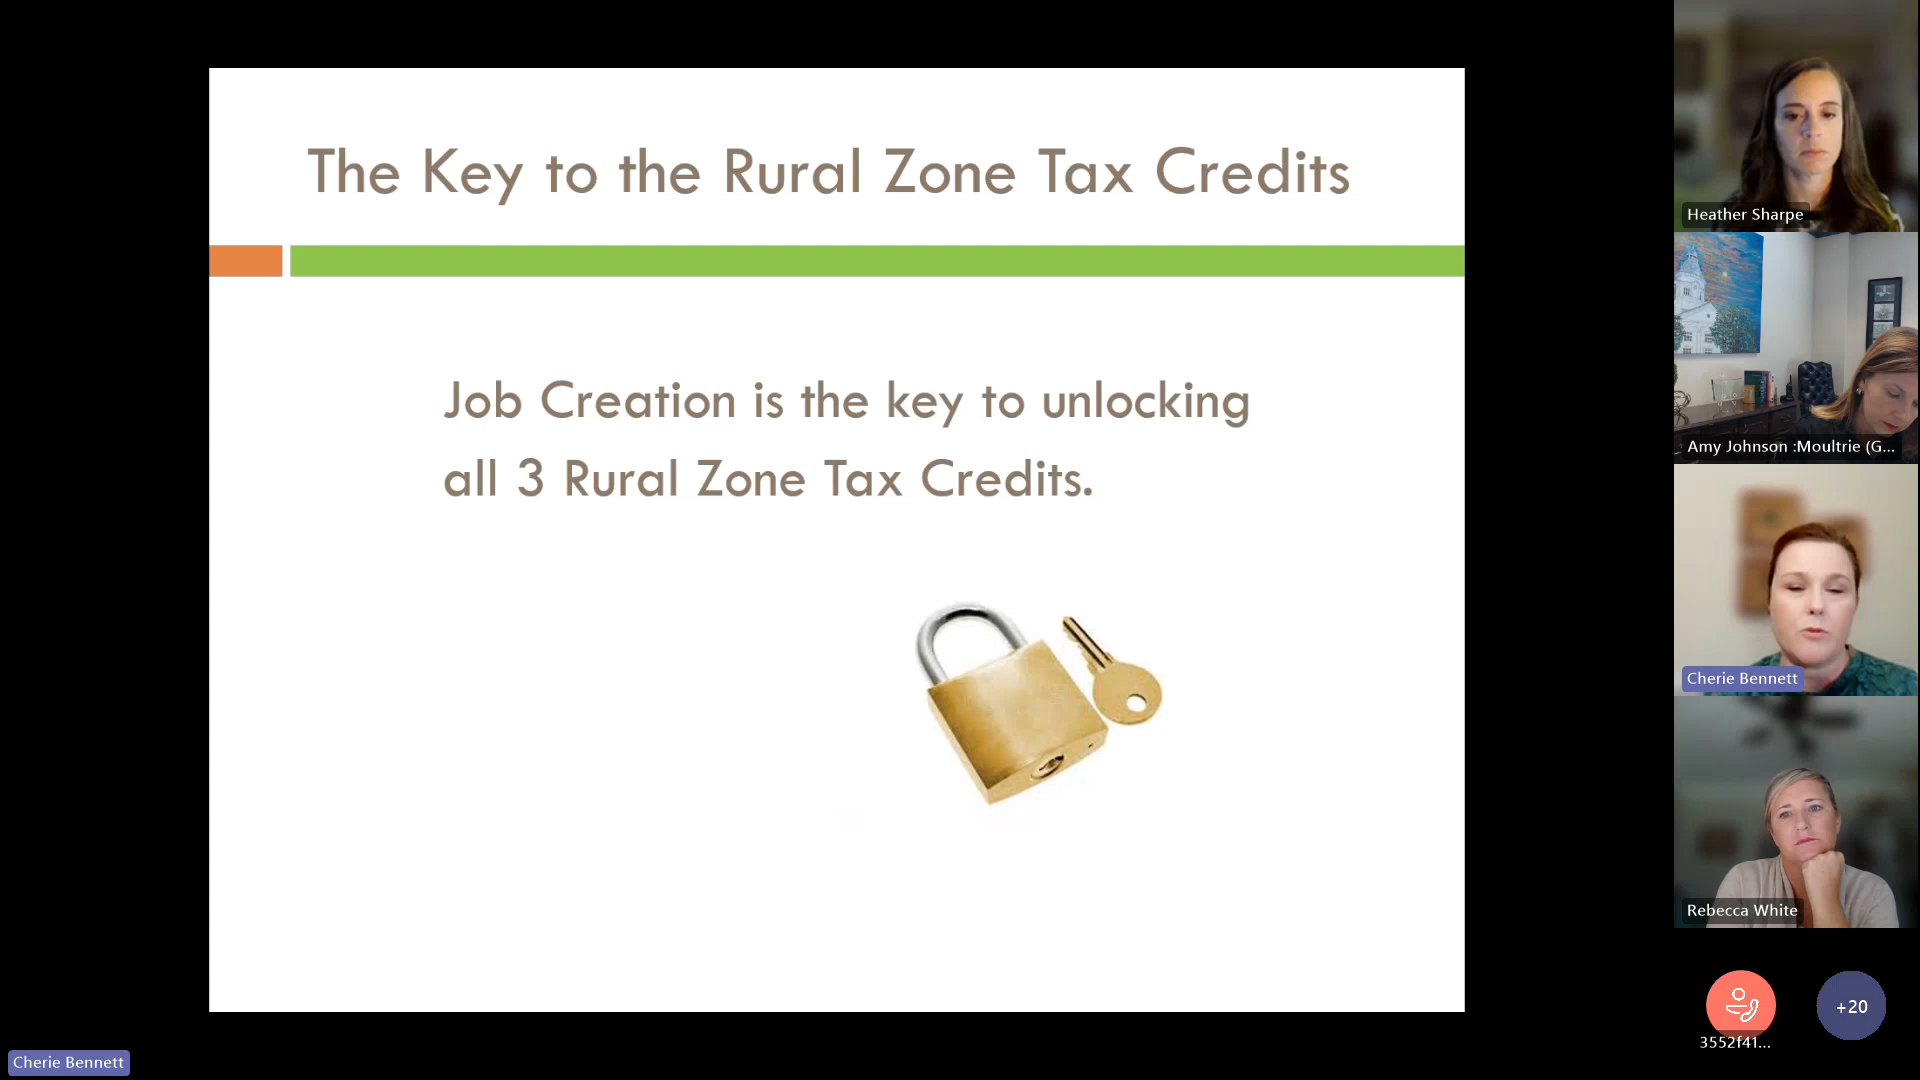 The Key to the Rural Zone Tax Credits
Job Creation is the key to unlocking
all 3 Rural Zone Tax Credits.
Heather Sharpe
Amy Johnson :Moultrie (G...
Cherie Bennett
Rebecca White
3552f41...
+20
Cherie Bennett